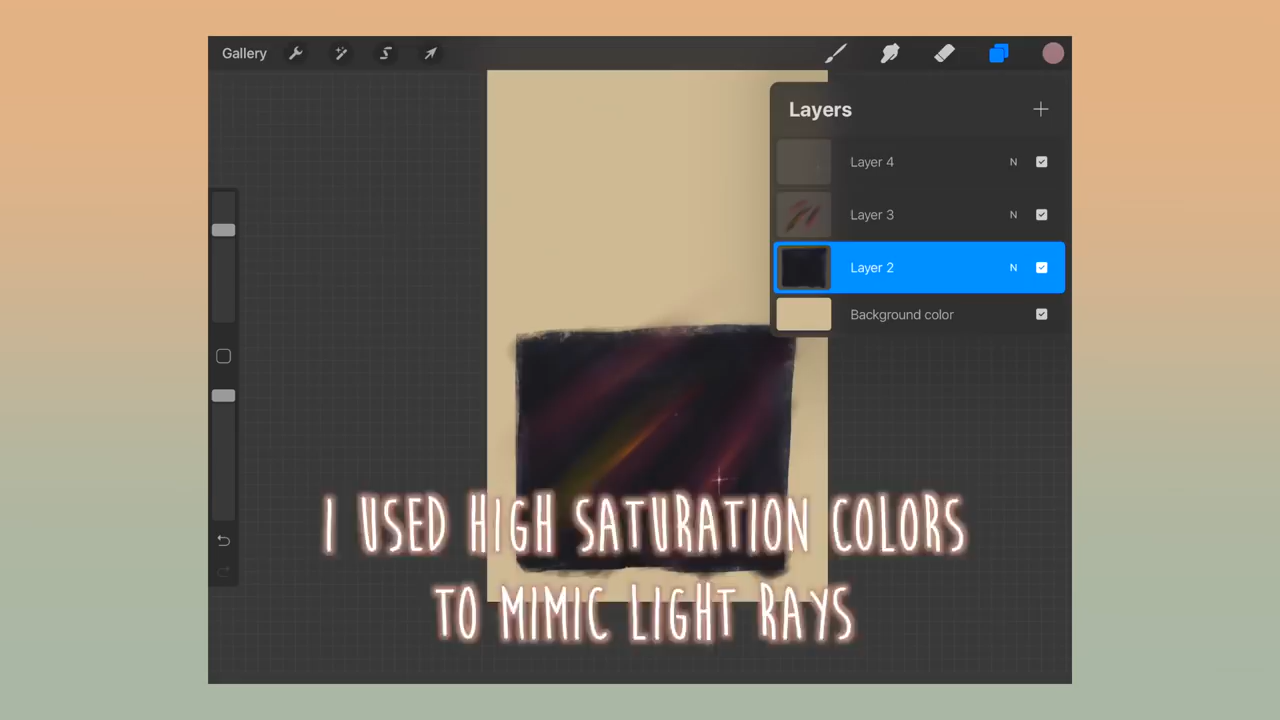 Gallery
Layers
Layer 4 N
Layer 3 N
Layer 2 N
Background color
I USED HIGH SATURATION COLORS
TO MIMIC LIGHT RAYS